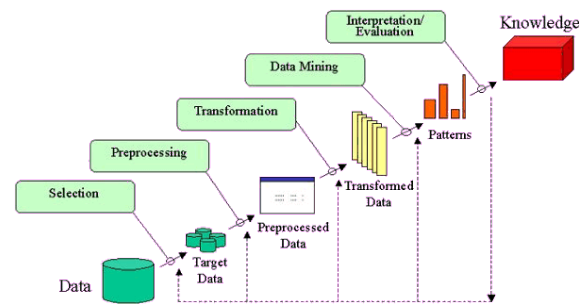 Interpretation/
Evaluation
Knowledge
Data Mining
Transformation
Patterns
Preprocessing
Transformed
Data
Selection
Preprocessed
Data
Target
Data
Data